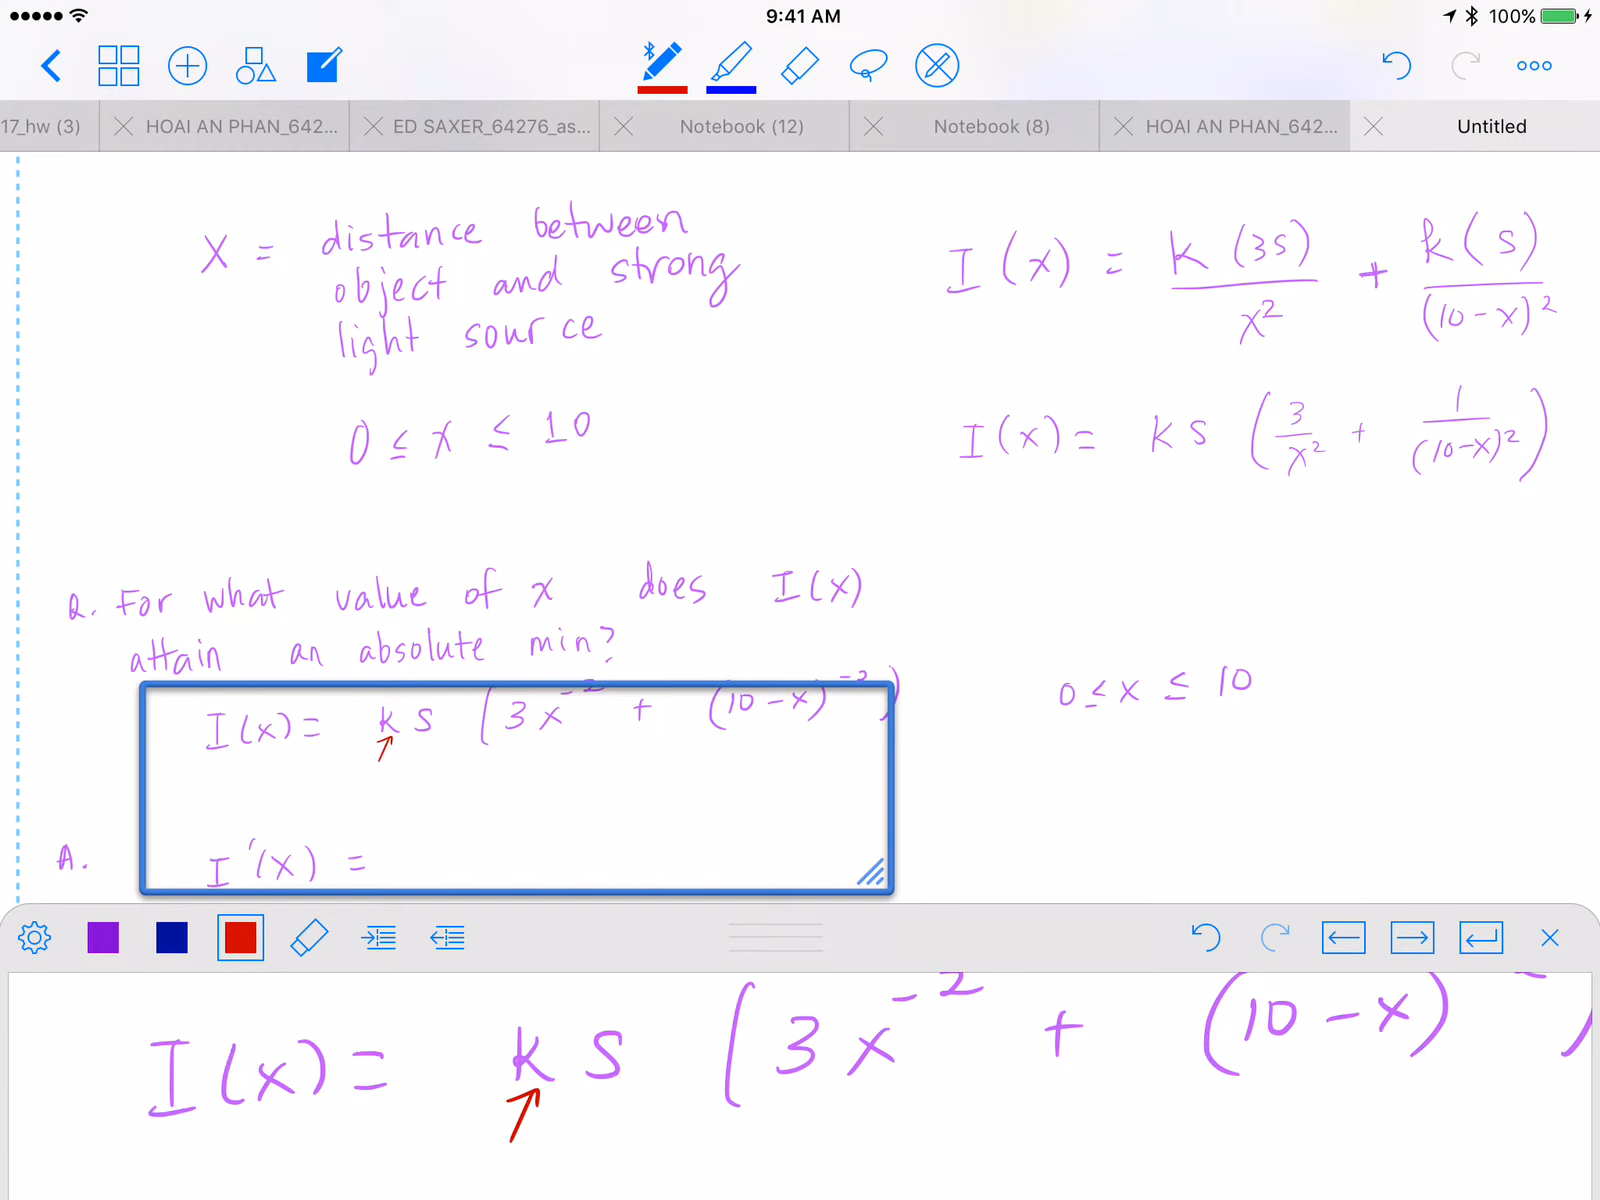 9:41 AM
100%
17_hw (3)
HOAI AN PHAN_642...
ED SAXER_64276_as...
Notebook (12)
Notebook (8)
HOAI AN PHAN_642...
Untitled
X = distance between
object and strong
light source
0 ≤ x ≤ 10
I(x) = k(3s)/x² + k(s)/(10-x)²
I(x) = ks (3/x² + 1/(10-x)²)
Q. For what value of x does I(x)
attain an absolute min?
I(x) = ks (3x⁻² + (10-x)⁻²)
0 ≤ x ≤ 10
A. I'(x) =
I(x) = ks (3x⁻² + (10-x)⁻²)